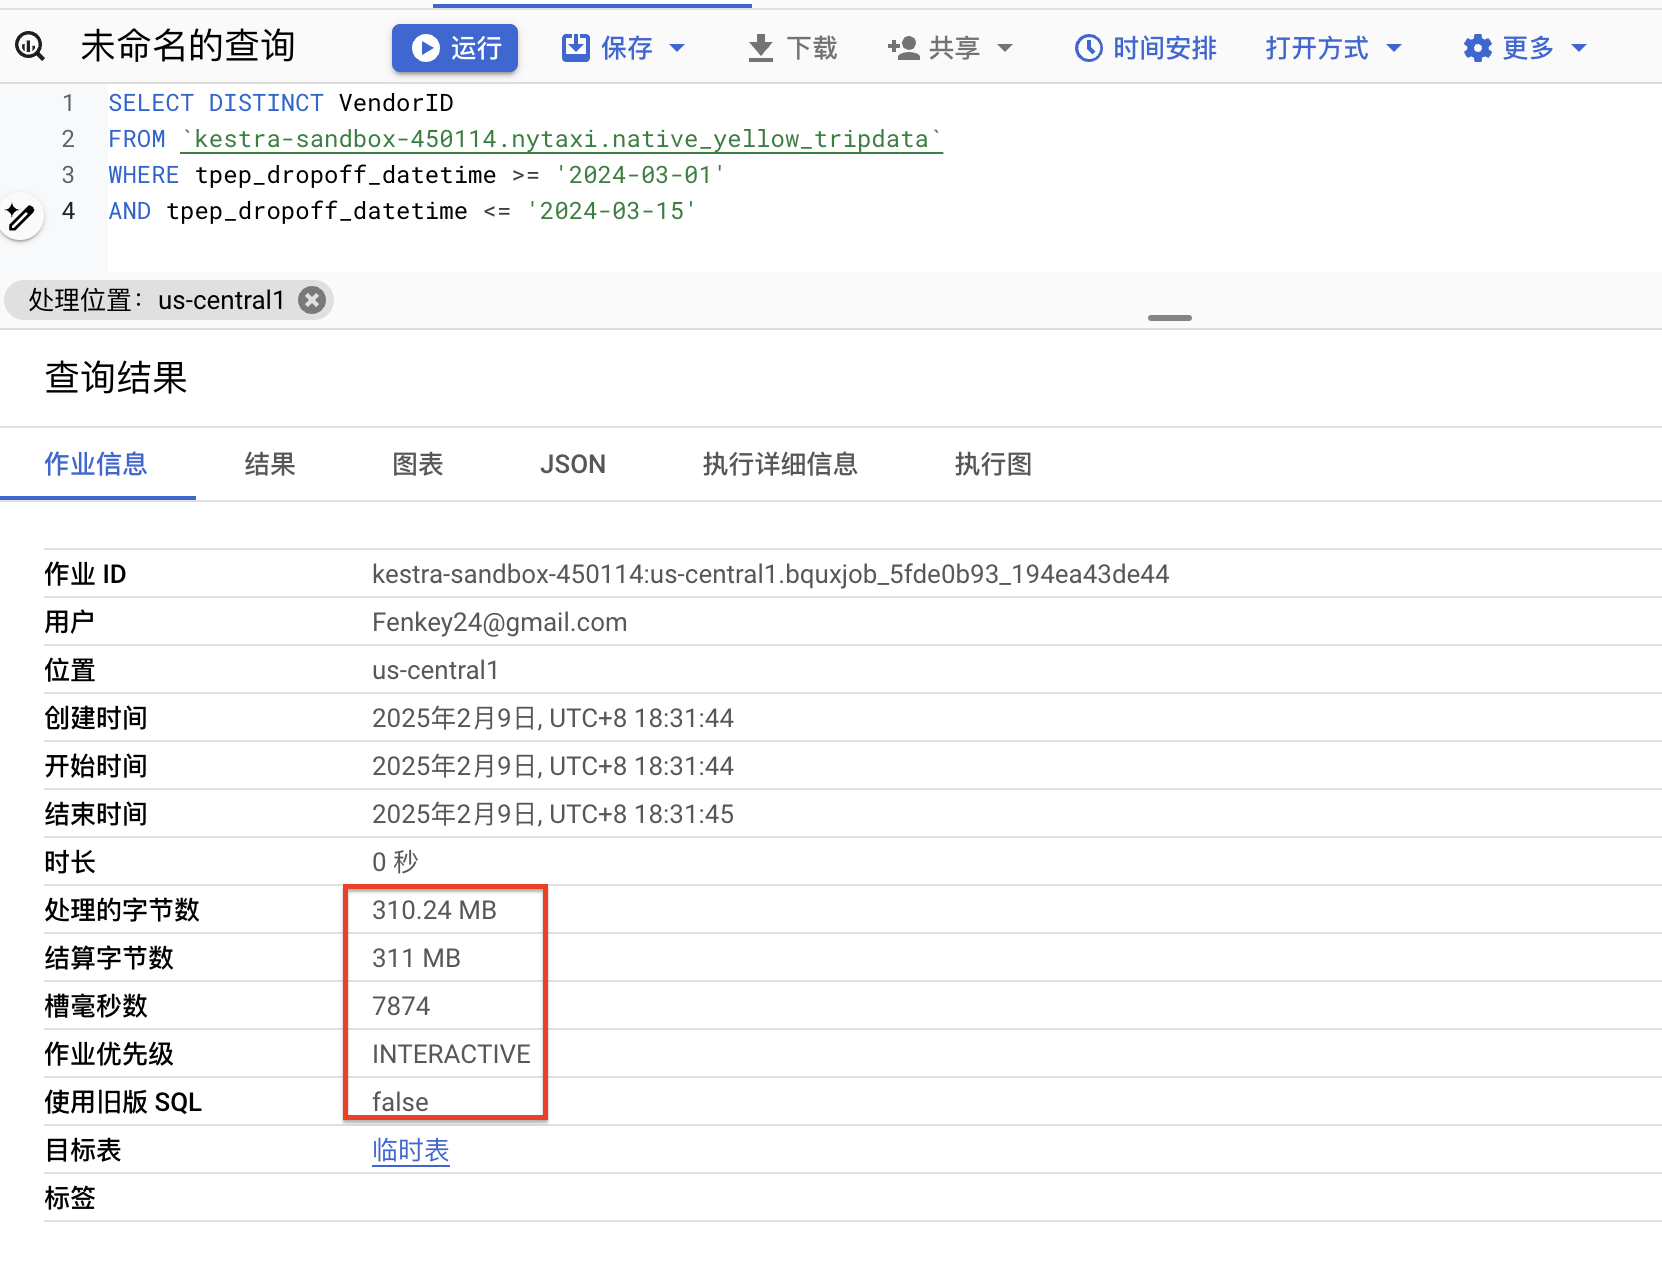 未命名的查询 运行 保存 下载 共享 时间安排 打开方式 更多
1 SELECT DISTINCT VendorID
2 FROM `kestra-sandbox-450114.nytaxi.native_yellow_tripdata`
3 WHERE tpep_dropoff_datetime >= '2024-03-01'
4 AND tpep_dropoff_datetime <= '2024-03-15'
处理位置：us-central1
查询结果
作业信息 结果 图表 JSON 执行详细信息 执行图
作业 ID kestra-sandbox-450114:us-central1.bquxjob_5fde0b93_194ea43de44
用户 Fenkey24@gmail.com
位置 us-central1
创建时间 2025年2月9日, UTC+8 18:31:44
开始时间 2025年2月9日, UTC+8 18:31:44
结束时间 2025年2月9日, UTC+8 18:31:45
时长 0 秒
处理的字节数 310.24 MB
结算字节数 311 MB
槽毫秒数 7874
作业优先级 INTERACTIVE
使用旧版 SQL false
目标表 临时表
标签